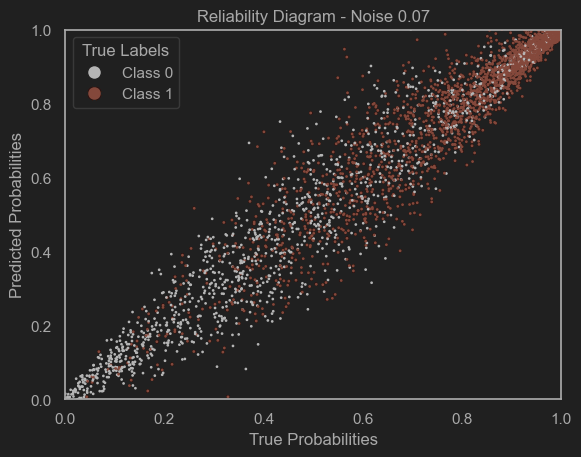 Reliability Diagram - Noise 0.07
True Labels
Class 0
Class 1
Predicted Probabilities
1.0
0.8
0.6
0.4
0.2
0.0
0.0 0.2 0.4 0.6 0.8 1.0
True Probabilities